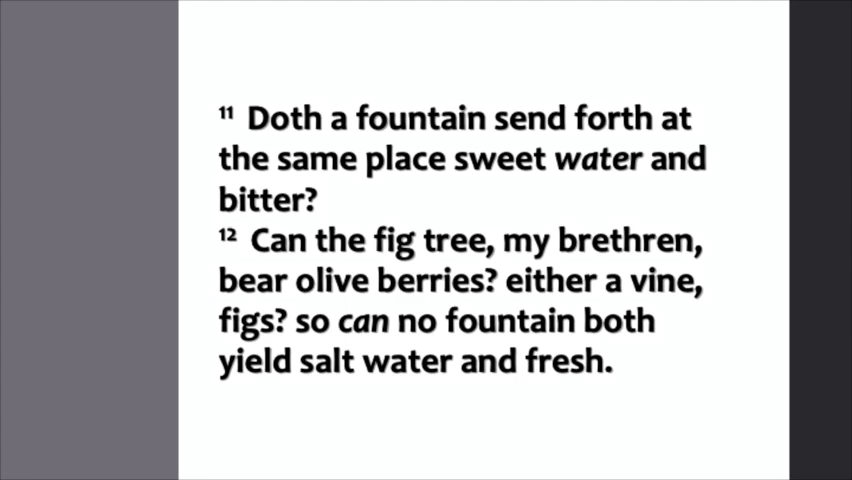 11 Doth a fountain send forth at
the same place sweet water and
bitter?
12 Can the fig tree, my brethren,
bear olive berries? either a vine,
figs? so can no fountain both
yield salt water and fresh.